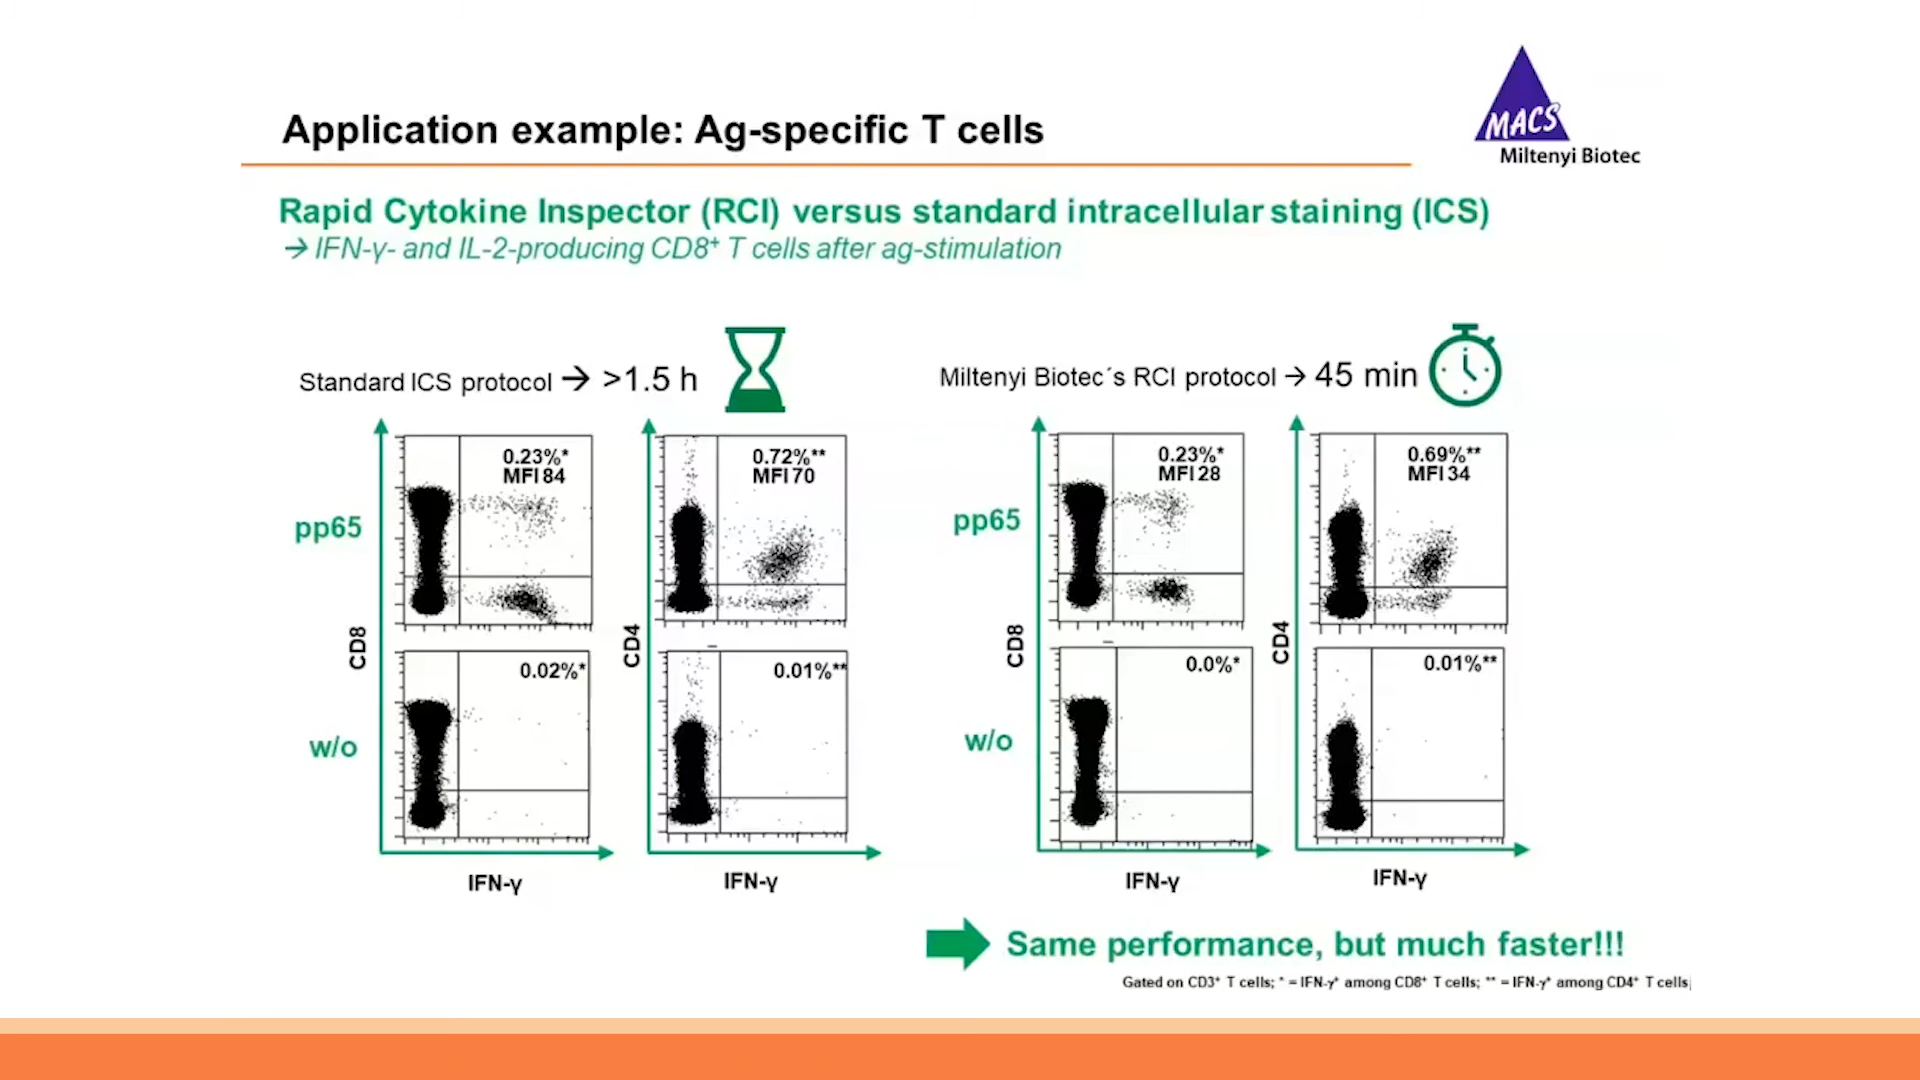 MACS
Miltenyi Biotec
Application example: Ag-specific T cells
Rapid Cytokine Inspector (RCI) versus standard intracellular staining (ICS)
→ IFN-γ- and IL-2-producing CD8⁺ T cells after ag-stimulation
Standard ICS protocol → >1.5 h
pp65
w/o
CD8
0.23%*
MFI 84
0.02%*
IFN-γ
CD4
0.72%**
MFI 70
0.01%**
IFN-γ
Miltenyi Biotec´s RCI protocol → 45 min
pp65
w/o
CD8
0.23%*
MFI 28
0.0%*
IFN-γ
CD4
0.69%**
MFI 34
0.01%**
IFN-γ
Same performance, but much faster!!!
Gated on CD3⁺ T cells; * = IFN-γ⁺ among CD8⁺ T cells; ** = IFN-γ⁺ among CD4⁺ T cells